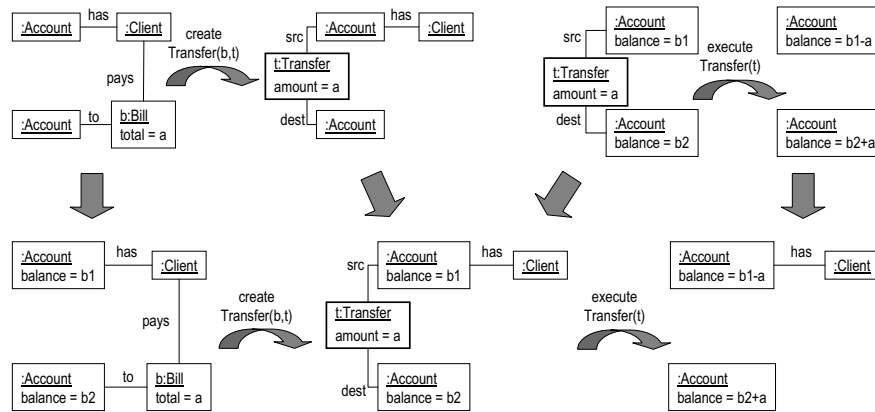 has
:Account
:Client
pays
:Account
to
b:Bill
total = a
create
Transfer(b,t)
has
src
:Account
:Client
t:Transfer
amount = a
dest
:Account
:Account
balance = b1
src
t:Transfer
amount = a
dest
:Account
balance = b2
execute
Transfer(t)
:Account
balance = b1-a
:Account
balance = b2+a
:Account
balance = b1
has
:Client
pays
:Account
balance = b2
to
b:Bill
total = a
create
Transfer(b,t)
src
:Account
balance = b1
has
:Client
t:Transfer
amount = a
dest
:Account
balance = b2
execute
Transfer(t)
:Account
balance = b1-a
has
:Client
:Account
balance = b2+a